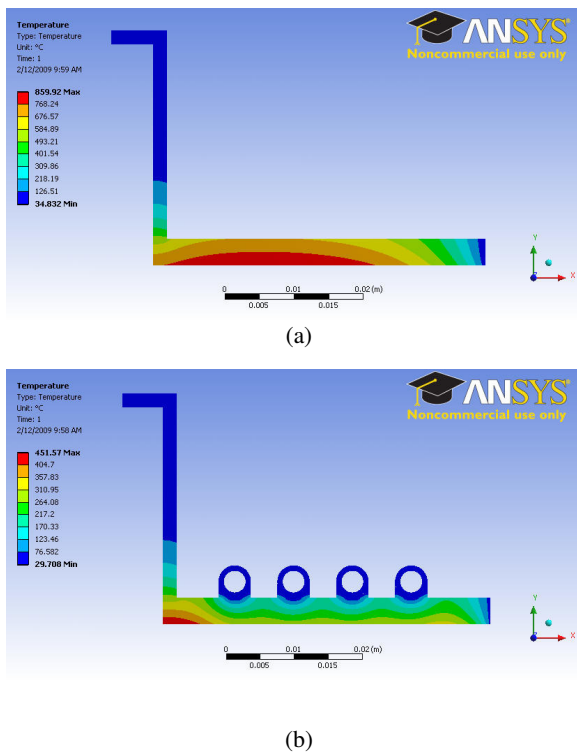 Temperature
Type: Temperature
Unit: °C
Time: 1
2/12/2009 9:59 AM
859.92 Max
768.24
676.57
584.89
493.21
401.54
309.86
218.19
126.51
34.832 Min
ANSYS
Noncommercial use only
0 0.01 0.02 (m)
0.005 0.015
Y
Z X
(a)
Temperature
Type: Temperature
Unit: °C
Time: 1
2/12/2009 9:58 AM
451.57 Max
404.7
357.83
310.95
264.08
217.2
170.33
123.46
76.582
29.708 Min
ANSYS
Noncommercial use only
0 0.01 0.02 (m)
0.005 0.015
Y
Z X
(b)